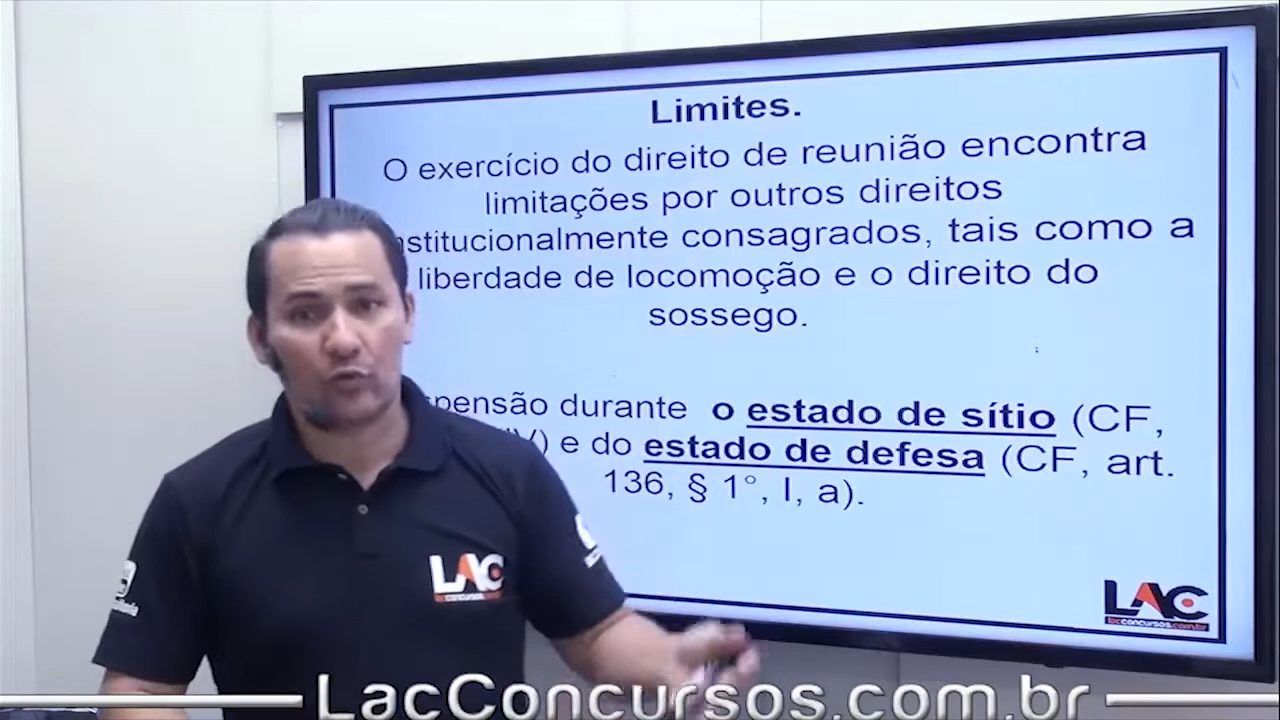 Limites.
O exercício do direito de reunião encontra
limitações por outros direitos
nstitucionalmente consagrados, tais como a
liberdade de locomoção e o direito do
sossego.
spensão durante o estado de sítio (CF,
IV) e do estado de defesa (CF, art.
136, § 1°, I, a).
LAC
lacconcursos.com.br
LAC
LacConcursos.com.br